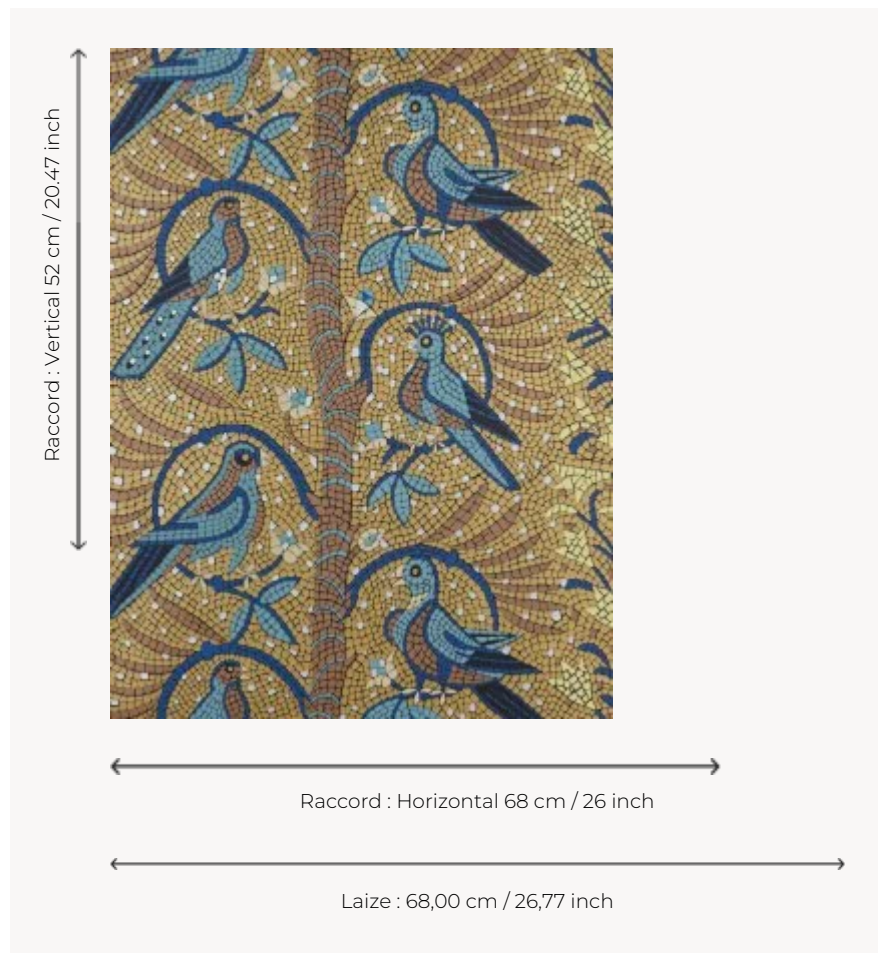 Raccord : Vertical 52 cm / 20.47 inch
Raccord : Horizontal 68 cm / 26 inch
Laize : 68,00 cm / 26,77 inch